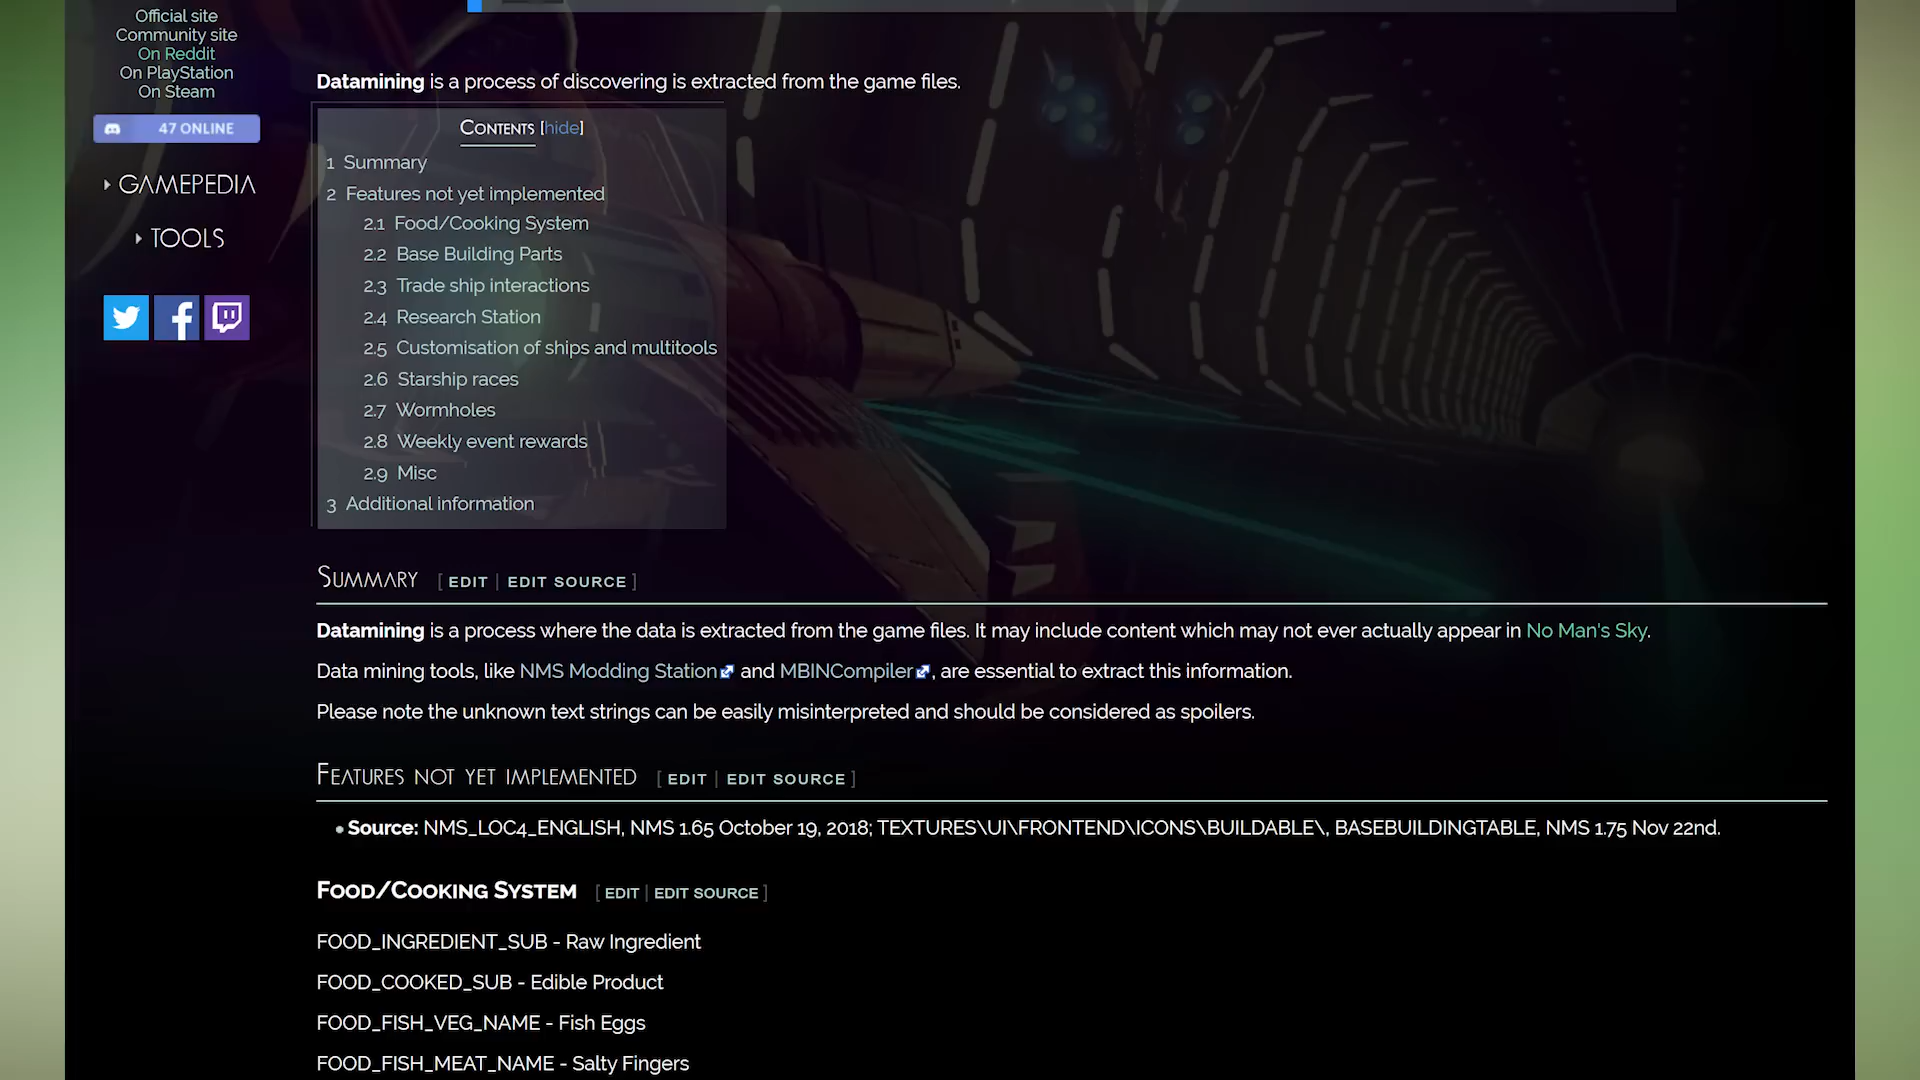 Official site
Community site
On Reddit
On PlayStation
On Steam
47 ONLINE
GAMEPEDIA
TOOLS
Datamining is a process of discovering is extracted from the game files.
Contents [hide]
1 Summary
2 Features not yet implemented
2.1 Food/Cooking System
2.2 Base Building Parts
2.3 Trade ship interactions
2.4 Research Station
2.5 Customisation of ships and multitools
2.6 Starship races
2.7 Wormholes
2.8 Weekly event rewards
2.9 Misc
3 Additional information
Summary [ EDIT | EDIT SOURCE ]
Datamining is a process where the data is extracted from the game files. It may include content which may not ever actually appear in No Man's Sky.
Data mining tools, like NMS Modding Station and MBINCompiler, are essential to extract this information.
Please note the unknown text strings can be easily misinterpreted and should be considered as spoilers.
Features not yet implemented [ EDIT | EDIT SOURCE ]
Source: NMS_LOC4_ENGLISH, NMS 1.65 October 19, 2018; TEXTURES\UI\FRONTEND\ICONS\BUILDABLE\, BASEBUILDINGTABLE, NMS 1.75 Nov 22nd.
Food/Cooking System [ EDIT | EDIT SOURCE ]
FOOD_INGREDIENT_SUB - Raw Ingredient
FOOD_COOKED_SUB - Edible Product
FOOD_FISH_VEG_NAME - Fish Eggs
FOOD_FISH_MEAT_NAME - Salty Fingers